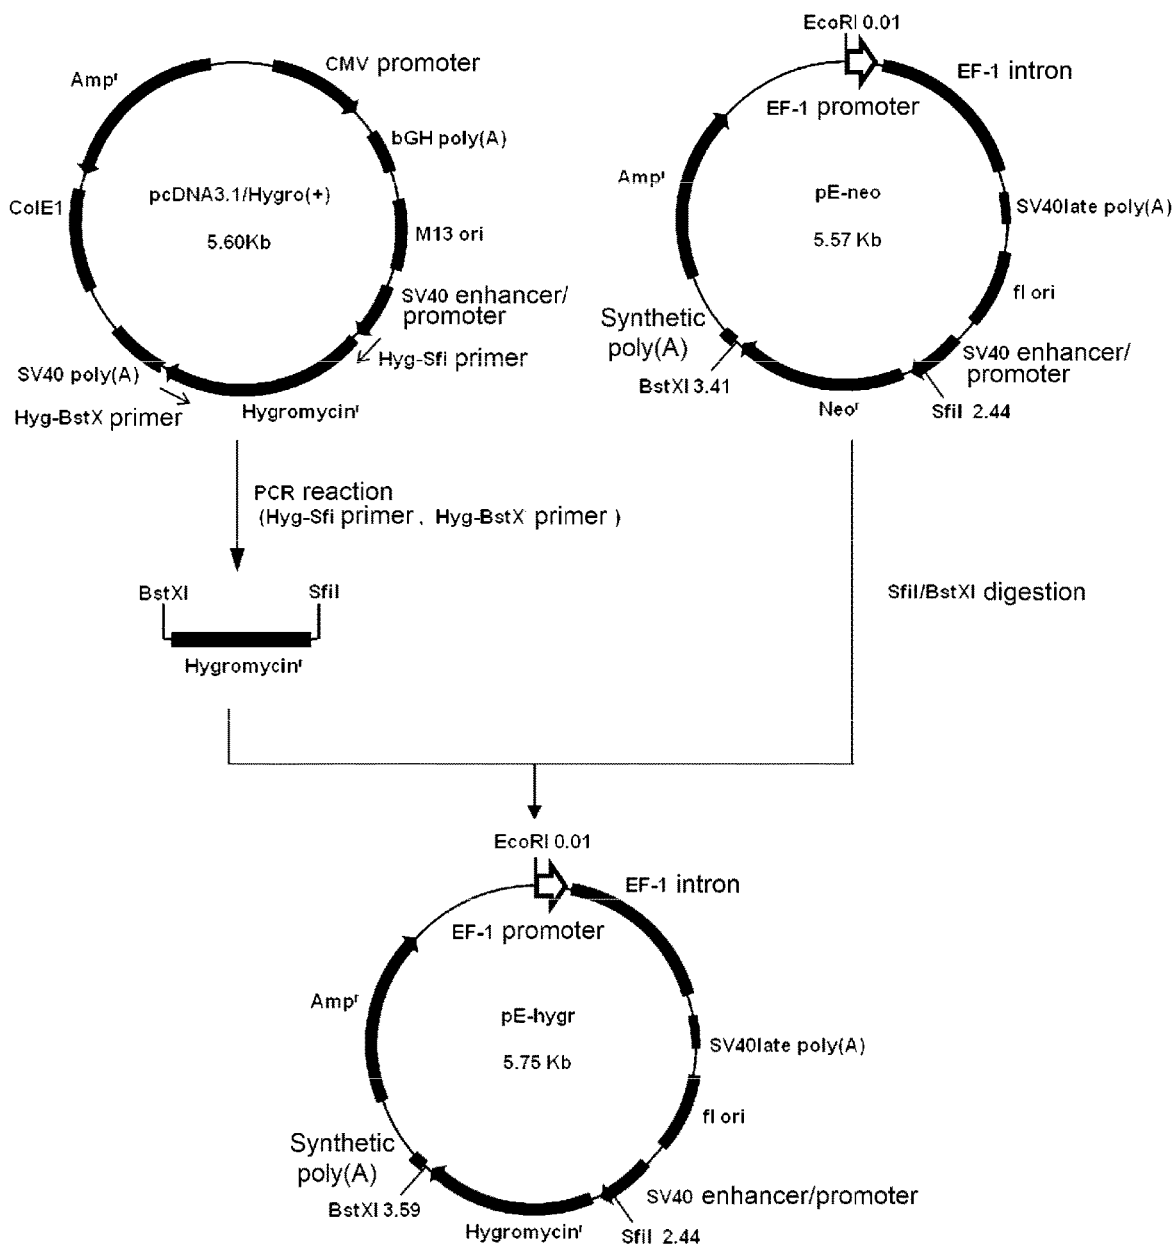 Ampʳ
CMV promoter
bGH poly(A)
pcDNA3.1/Hygro(+)
5.60Kb
ColE1
M13 ori
SV40 enhancer/
promoter
Hyg-Sfi primer
SV40 poly(A)
Hyg-BstX primer
Hygromycinʳ
EcoRI 0.01
EF-1 intron
EF-1 promoter
Ampʳ
pE-neo
5.57 Kb
SV40late poly(A)
fI ori
Synthetic
poly(A)
SV40 enhancer/
promoter
BstXI 3.41
Neoʳ
SfiI 2.44
PCR reaction
(Hyg-Sfi primer , Hyg-BstX primer )
BstXI
SfiI
Hygromycinʳ
SfiI/BstXI digestion
EcoRI 0.01
EF-1 intron
EF-1 promoter
Ampʳ
pE-hygr
5.75 Kb
SV40late poly(A)
fI ori
Synthetic
poly(A)
BstXI 3.59
SV40 enhancer/promoter
Hygromycinʳ
SfiI 2.44